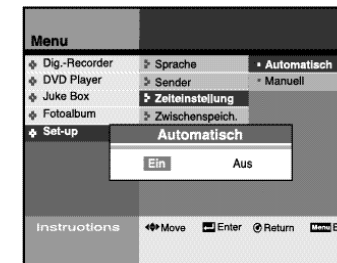 Menu
Dig.-Recorder
DVD Player
Juke Box
Fotoalbum
Set-up
Sprache
Sender
Zeiteinstellung
Zwischenspeich.
Automatisch
Manuell
Automatisch
Ein Aus
Instructions Move Enter Return Menu